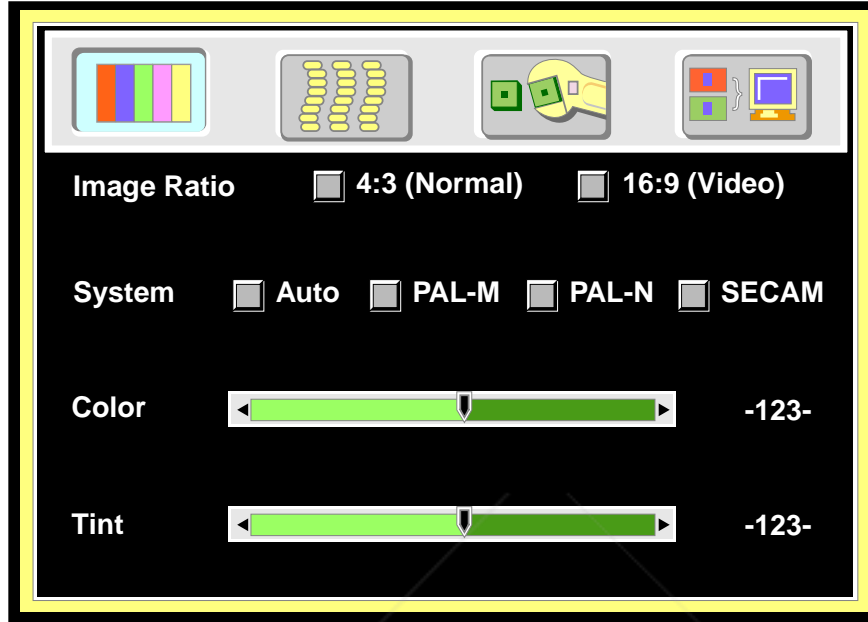 Image Ratio 4:3 (Normal) 16:9 (Video)
System Auto PAL-M PAL-N SECAM
Color -123-
Tint -123-